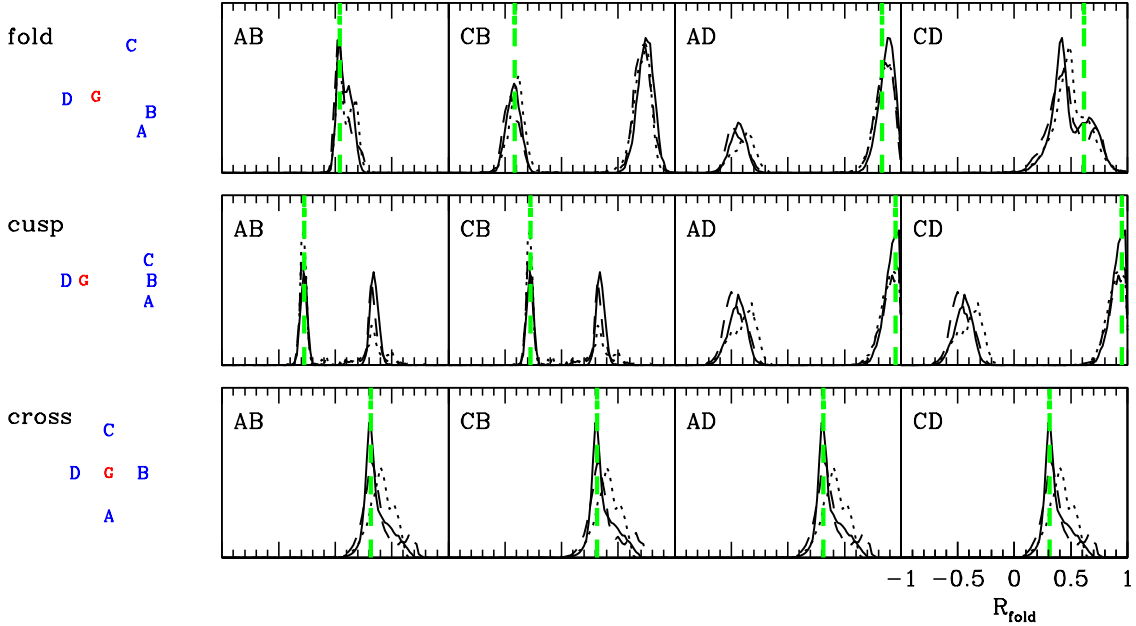 fold
C
D G
B
A
AB CB AD CD
cusp
C
D G B
A
AB CB AD CD
cross
C
D G B
A
AB CB AD CD
-1 -0.5 0 0.5 1
R_fold